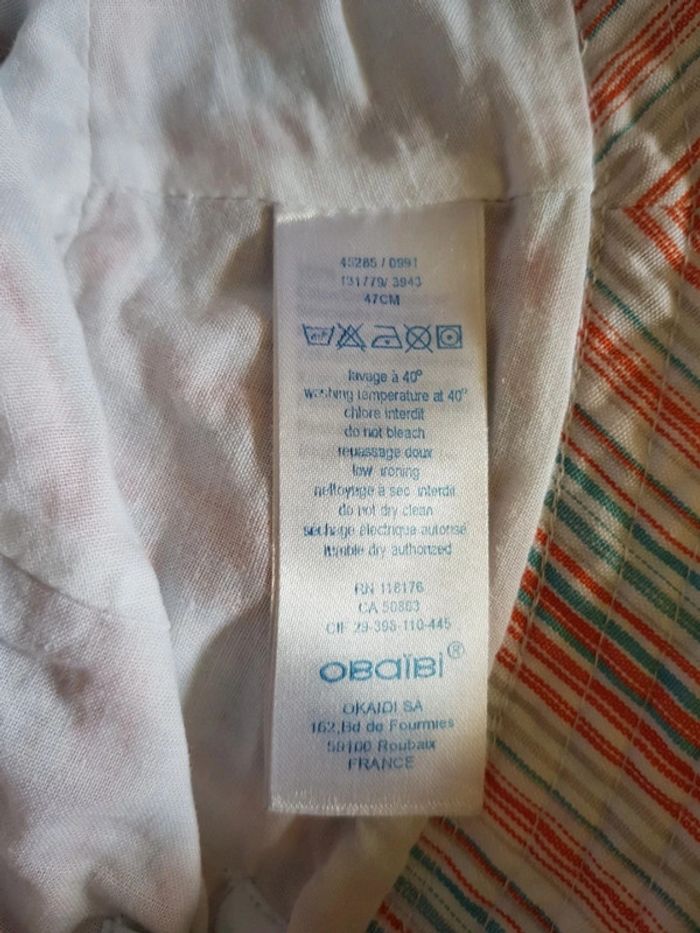 45285 / 0991
131779/ 3943
47CM
lavage à 40°
washing temperature at 40°
chlore interdit
do not bleach
repassage doux
low ironing
nettoyage a sec interdit
do not dry clean
séchage électrique autorisé
tumble dry authorized
RN 116176
CA 50863
CIF 29-398-110-445
OBaïBi®
OKAIDI SA
162,Bd de Fourmies
59100 Roubaix
FRANCE